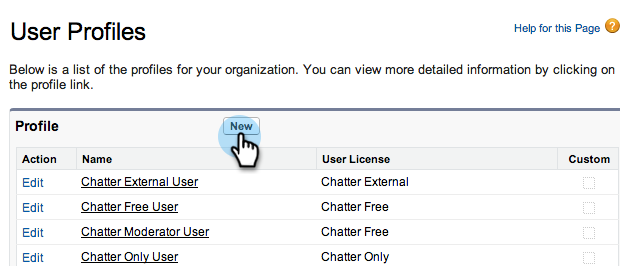 User Profiles
Help for this Page ?
Below is a list of the profiles for your organization. You can view more detailed information by clicking on
the profile link.
Profile New
Action Name User License Custom
Edit Chatter External User Chatter External
Edit Chatter Free User Chatter Free
Edit Chatter Moderator User Chatter Free
Edit Chatter Only User Chatter Only